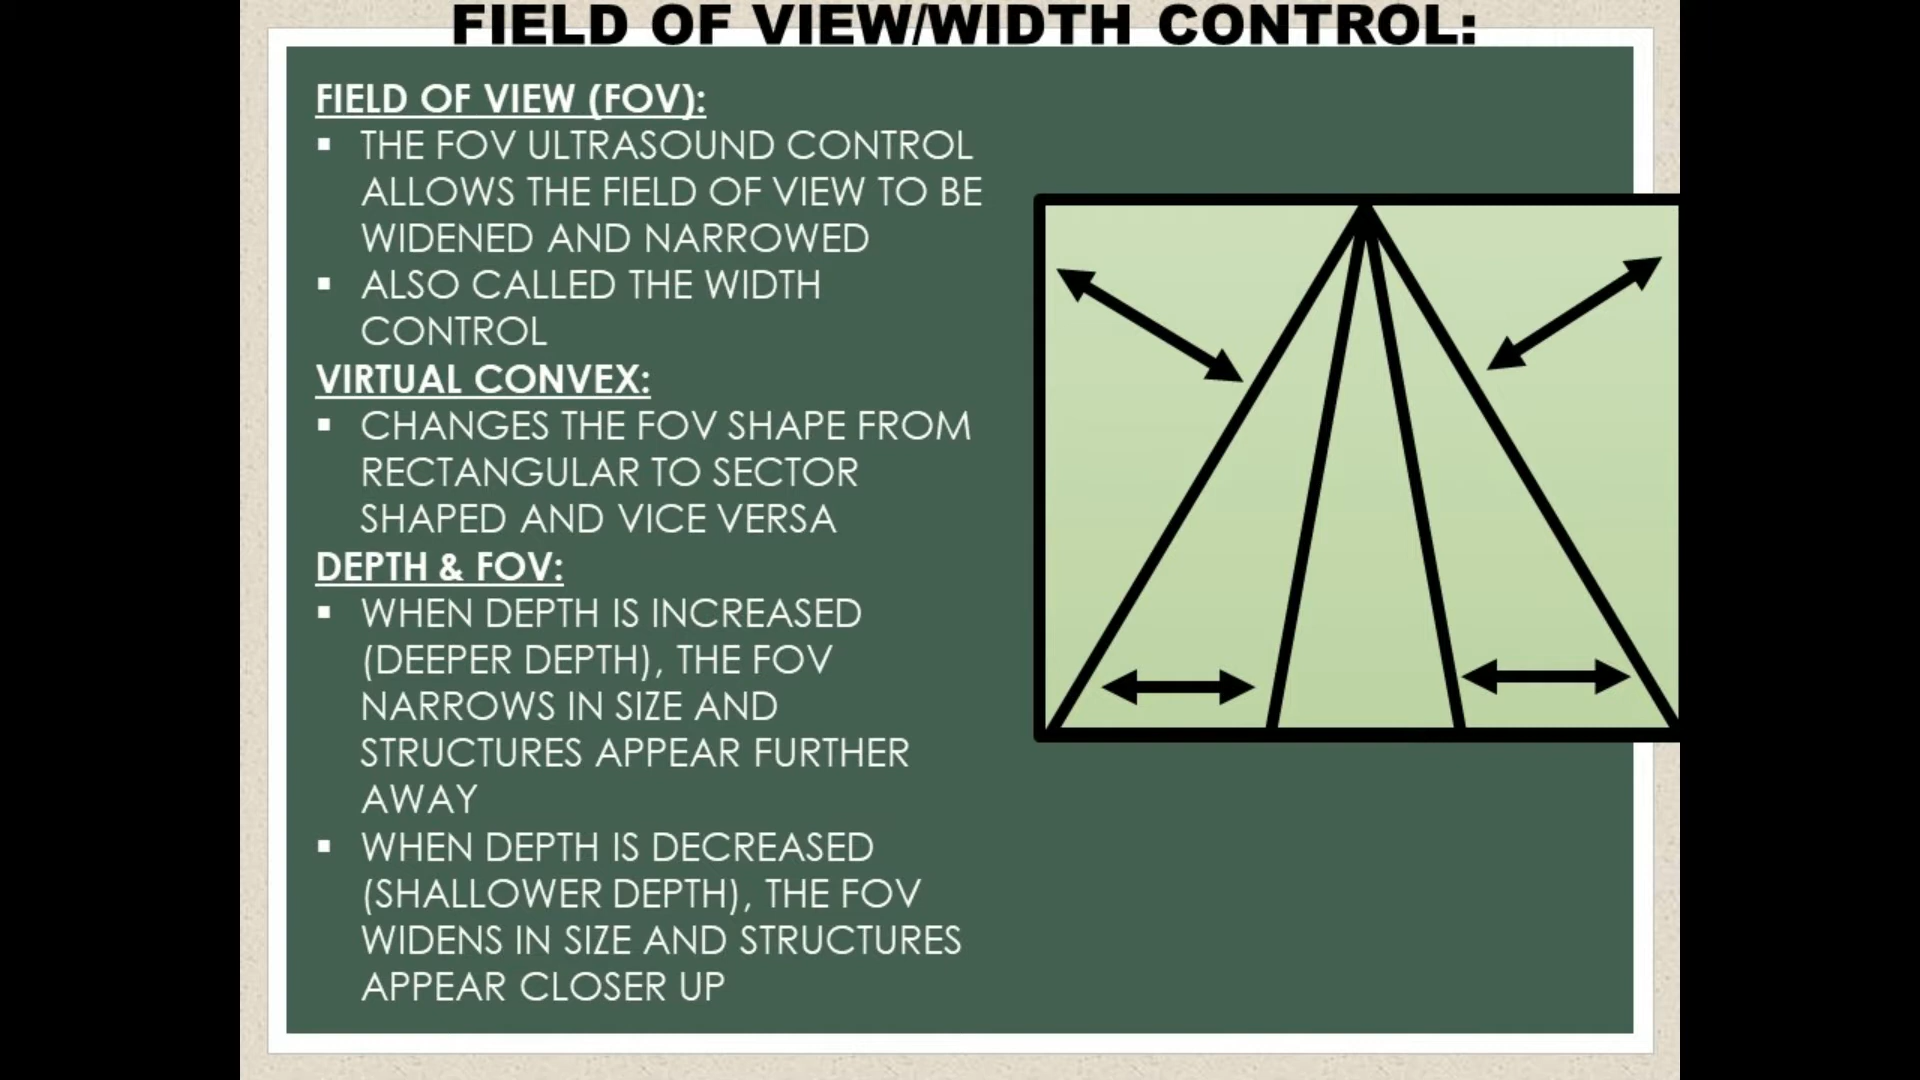 FIELD OF VIEW/WIDTH CONTROL:
FIELD OF VIEW (FOV):
▪ THE FOV ULTRASOUND CONTROL
ALLOWS THE FIELD OF VIEW TO BE
WIDENED AND NARROWED
▪ ALSO CALLED THE WIDTH
CONTROL
VIRTUAL CONVEX:
▪ CHANGES THE FOV SHAPE FROM
RECTANGULAR TO SECTOR
SHAPED AND VICE VERSA
DEPTH & FOV:
▪ WHEN DEPTH IS INCREASED
(DEEPER DEPTH), THE FOV
NARROWS IN SIZE AND
STRUCTURES APPEAR FURTHER
AWAY
▪ WHEN DEPTH IS DECREASED
(SHALLOWER DEPTH), THE FOV
WIDENS IN SIZE AND STRUCTURES
APPEAR CLOSER UP